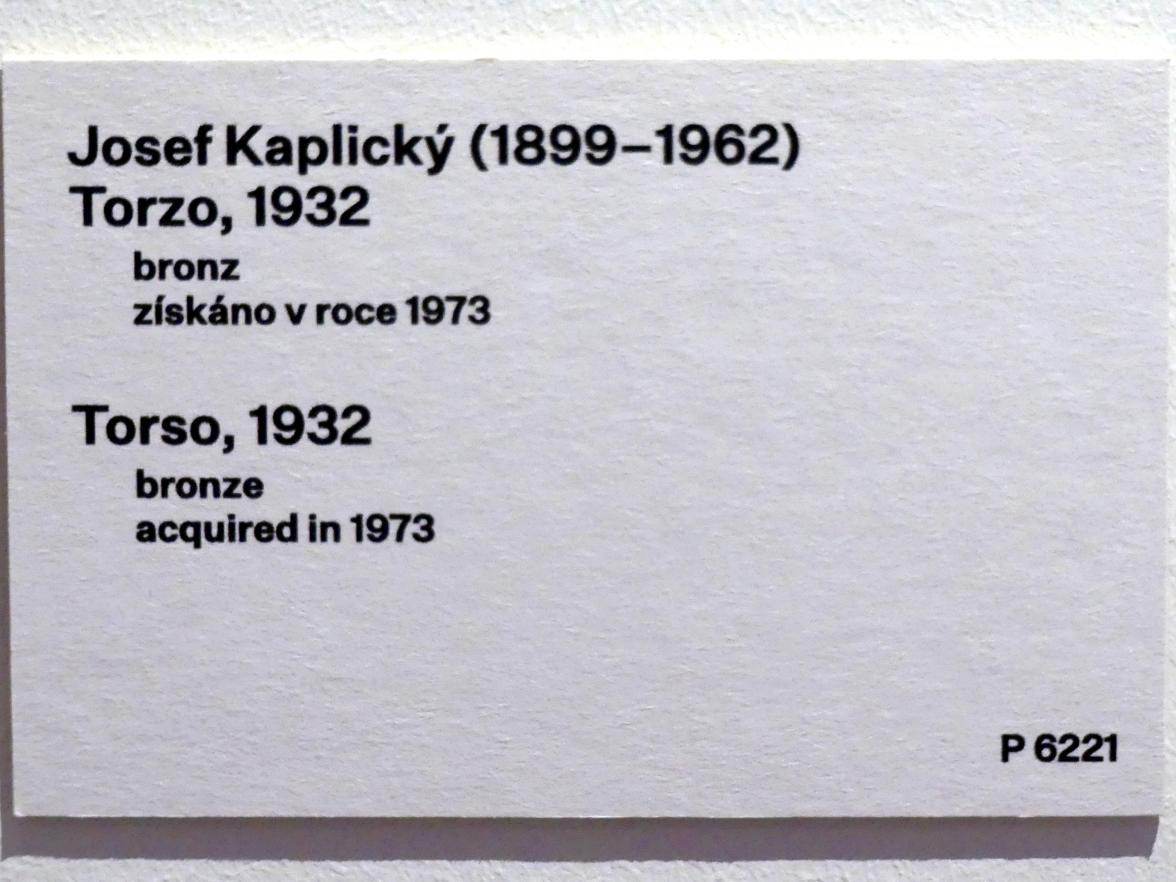 Josef Kaplický (1899–1962)
Torzo, 1932
bronz
získáno v roce 1973
Torso, 1932
bronze
acquired in 1973
P 6221